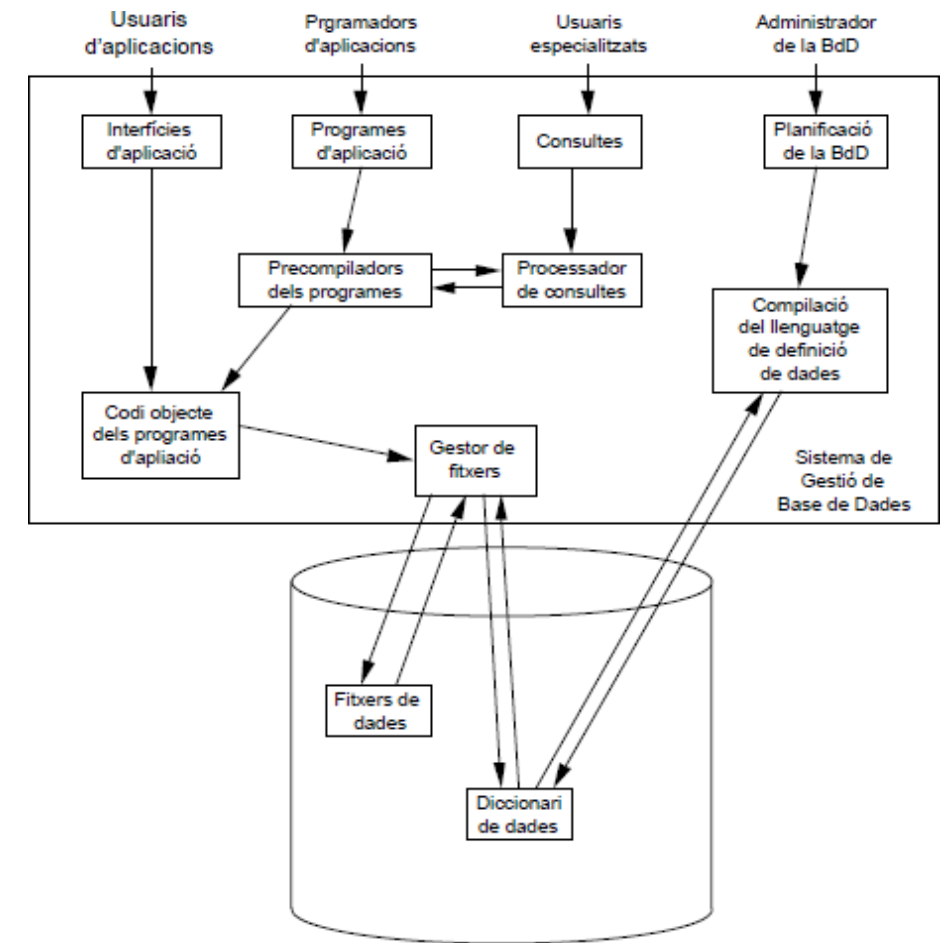 Usuaris
d'aplicacions
Prgramadors
d'aplicacions
Usuaris
especialitzats
Administrador
de la BdD
Interfícies
d'aplicació
Programes
d'aplicació
Consultes
Planificació
de la BdD
Precompiladors
dels programes
Processador
de consultes
Compilació
del llenguatge
de definició
de dades
Codi objecte
dels programes
d'apliació
Gestor de
fitxers
Sistema de
Gestió de
Base de Dades
Fitxers de
dades
Diccionari
de dades